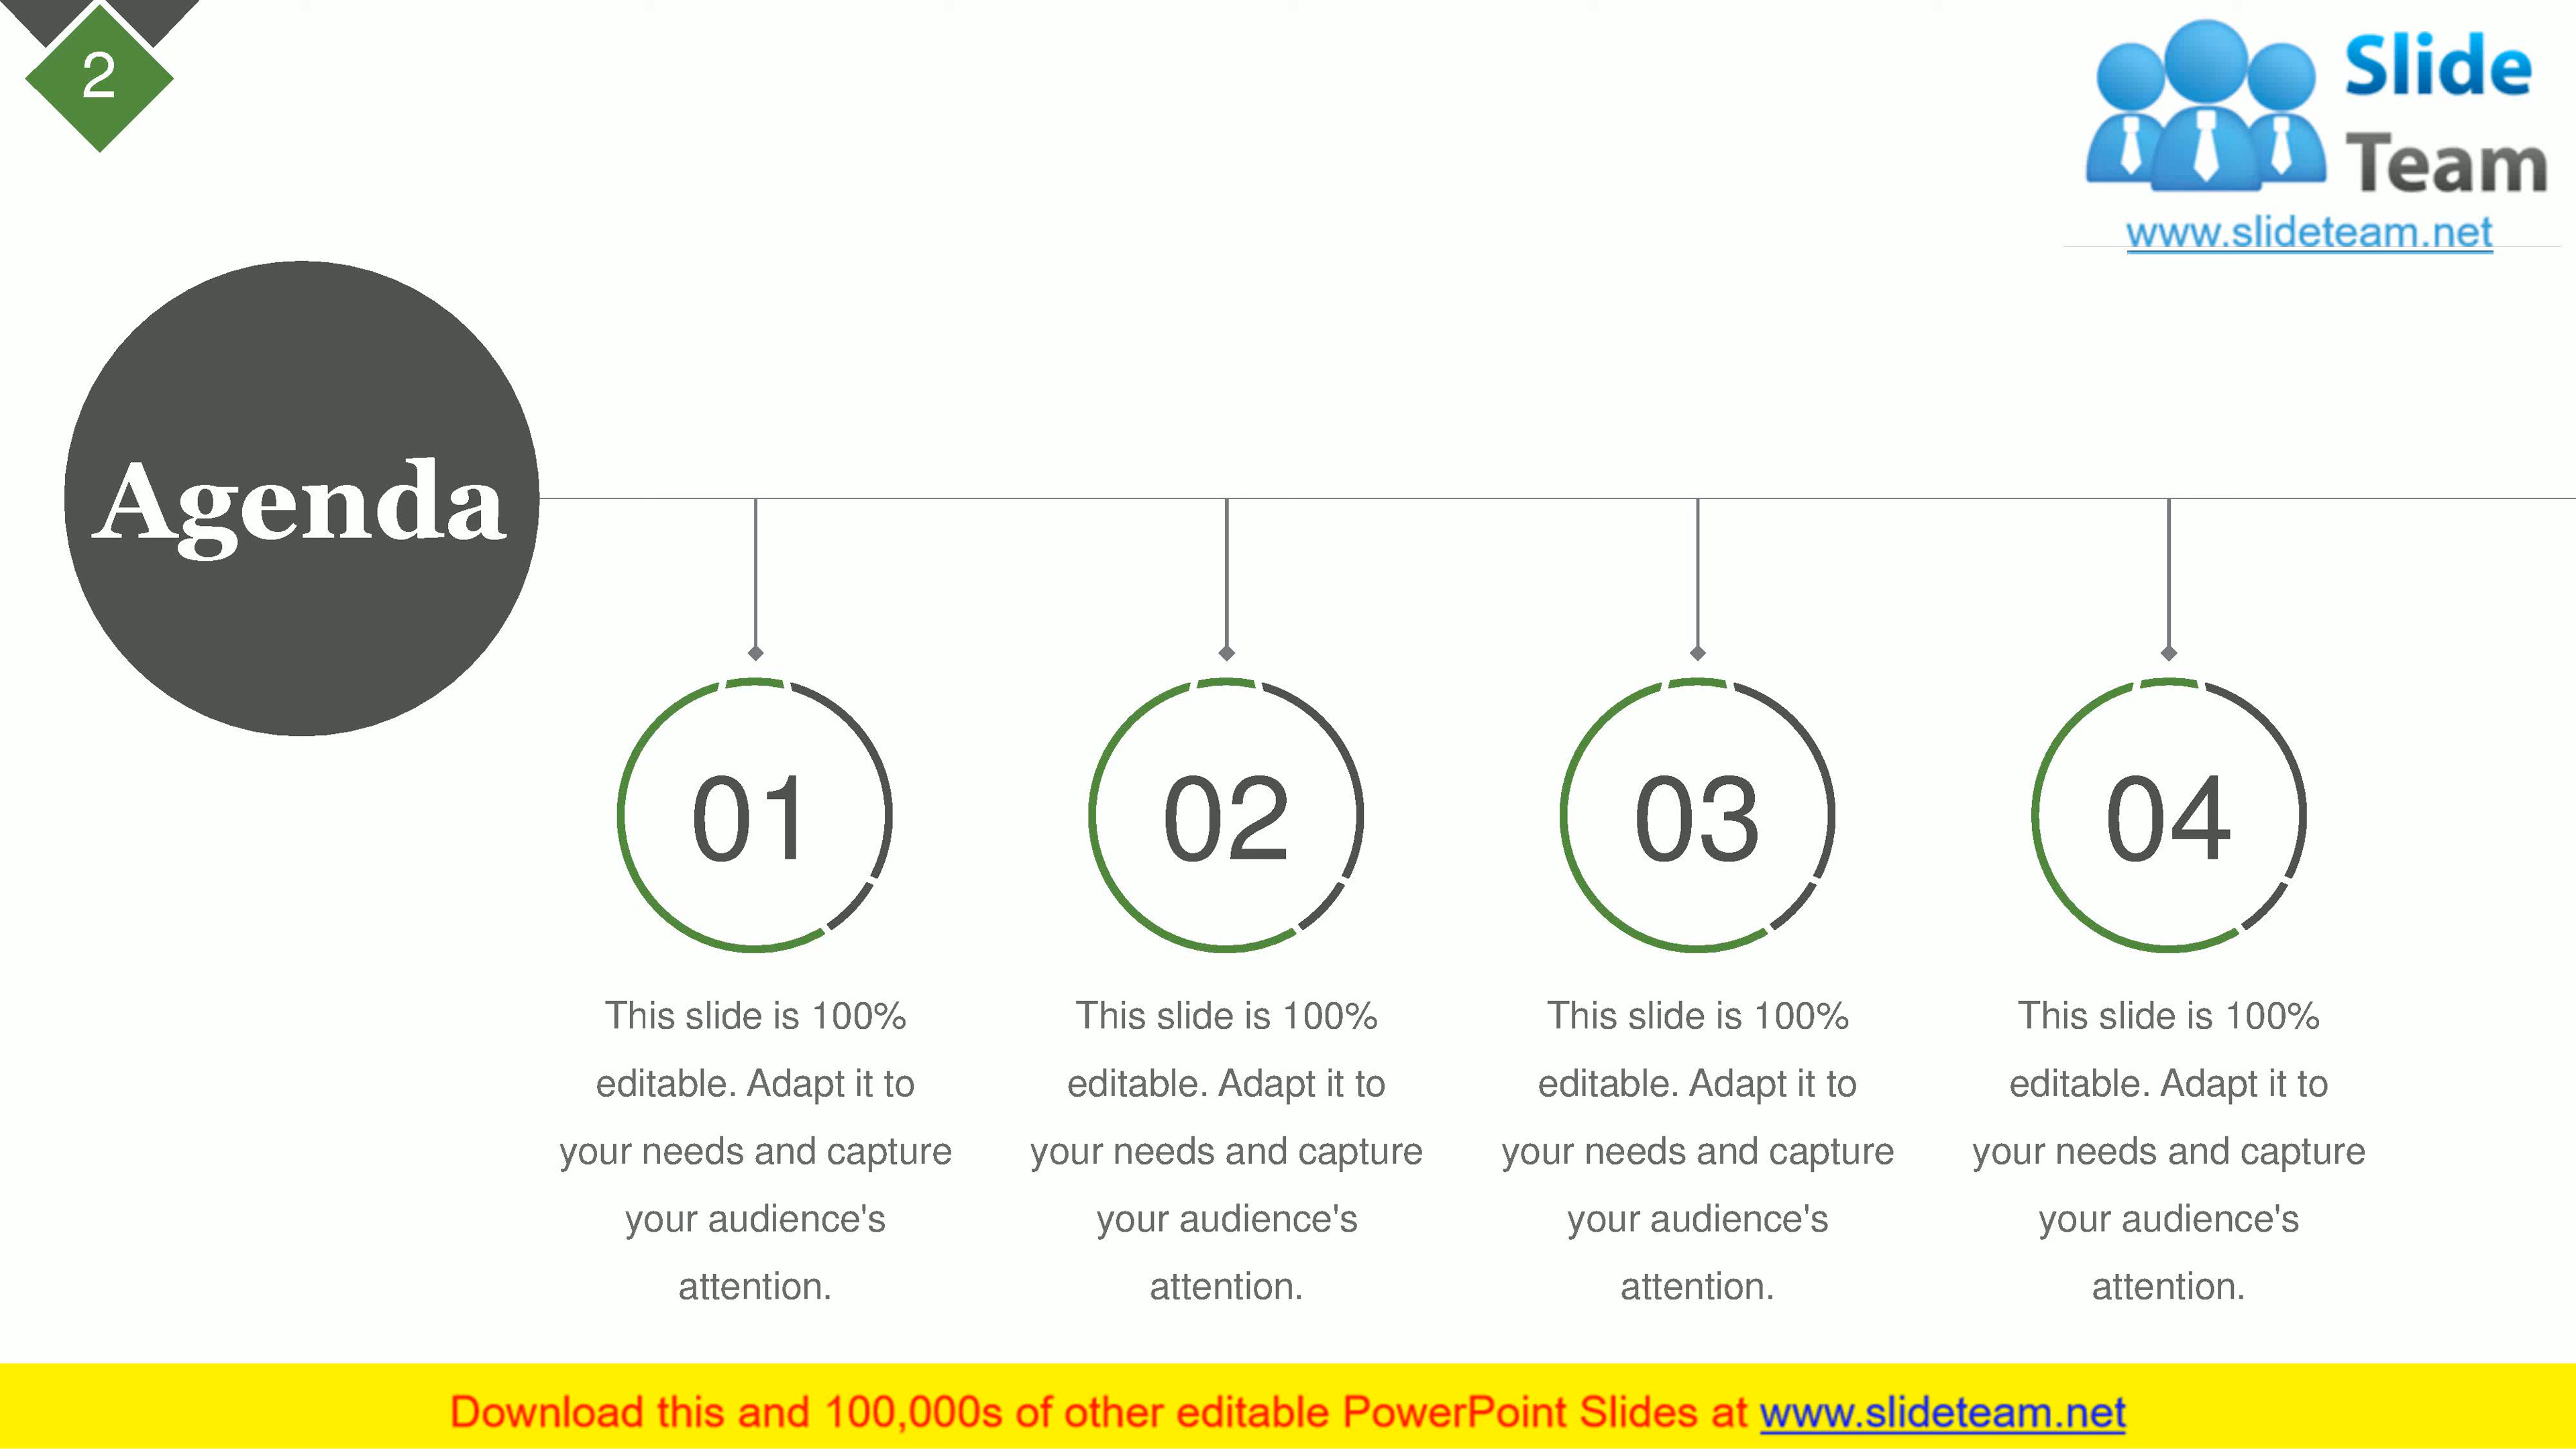 2
Slide
Team
www.slideteam.net
Agenda
01
This slide is 100%
editable. Adapt it to
your needs and capture
your audience's
attention.
02
This slide is 100%
editable. Adapt it to
your needs and capture
your audience's
attention.
03
This slide is 100%
editable. Adapt it to
your needs and capture
your audience's
attention.
04
This slide is 100%
editable. Adapt it to
your needs and capture
your audience's
attention.
Download this and 100,000s of other editable PowerPoint Slides at www.slideteam.net